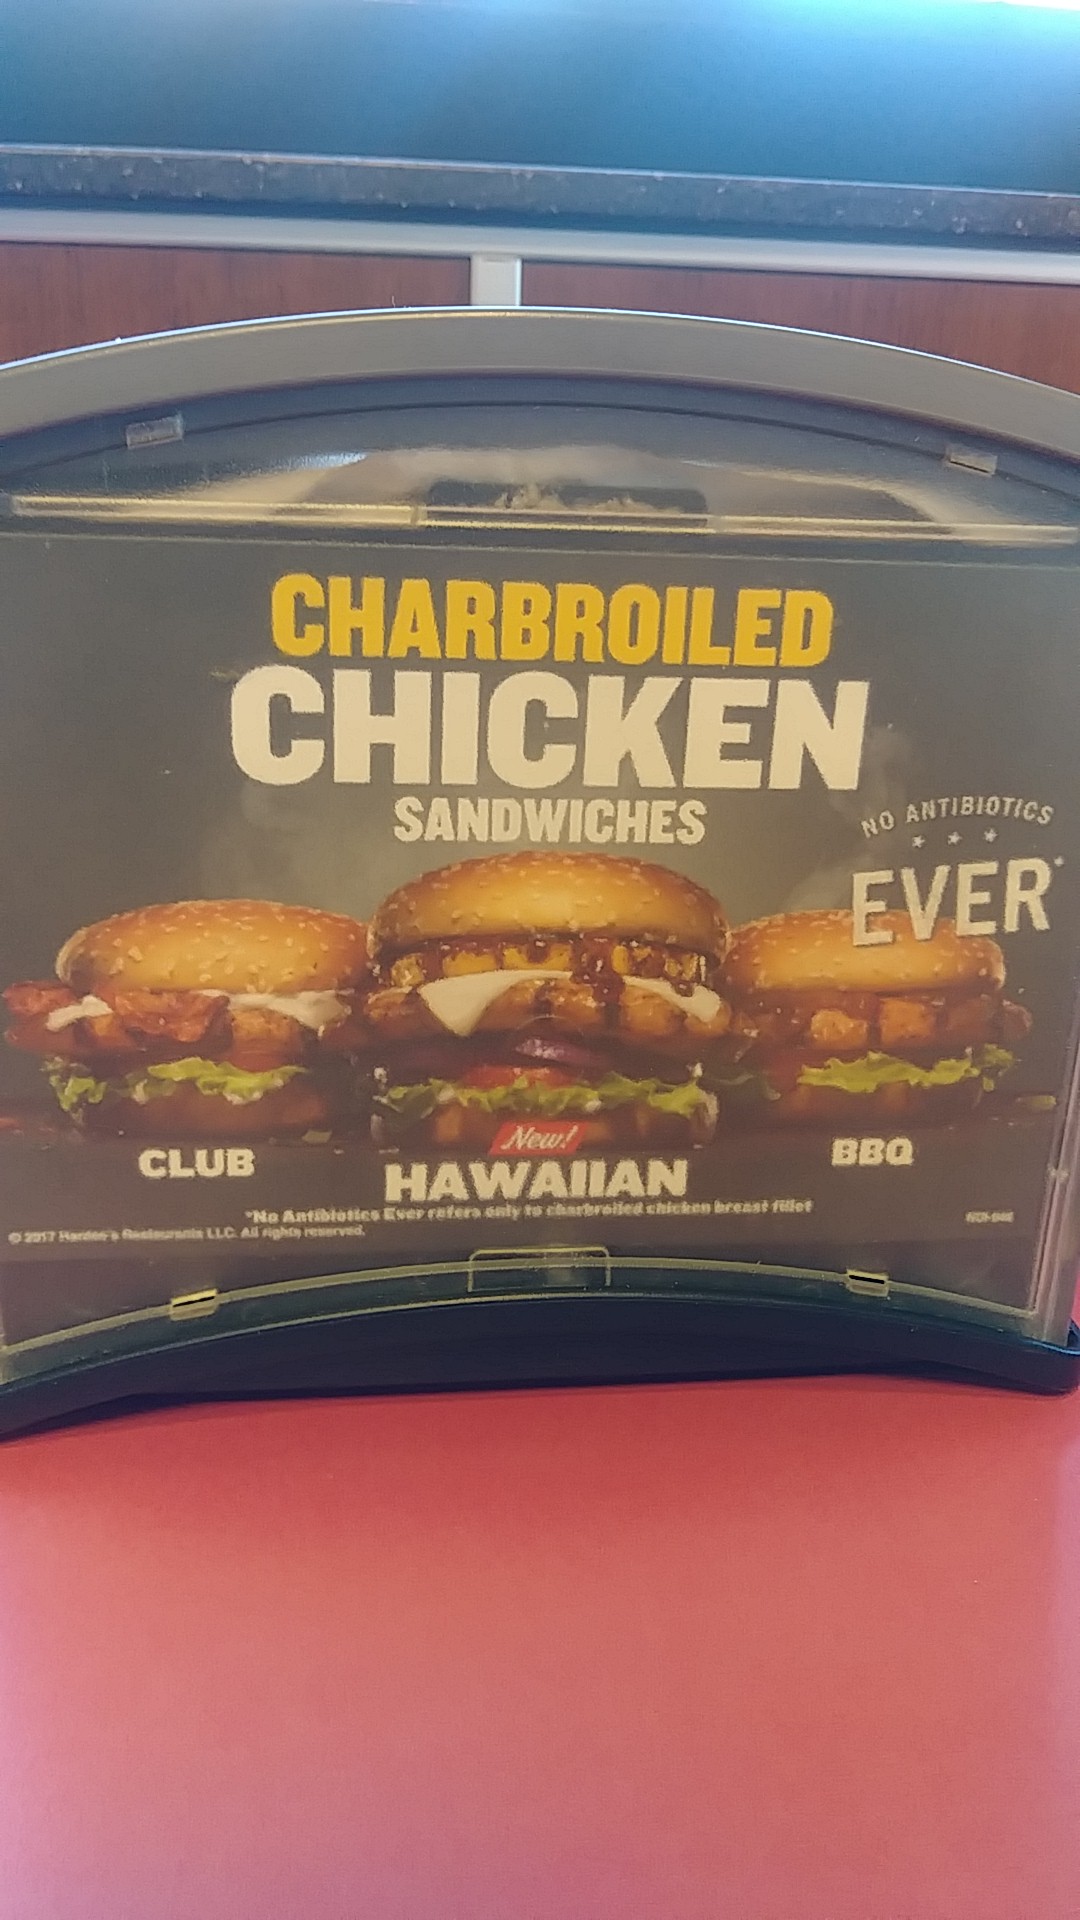 CHARBROILED
CHICKEN
SANDWICHES
NO ANTIBIOTICS
EVER*
CLUB
New!
HAWAIIAN
BBQ
*No Antibiotics Ever refers only to charbroiled chicken breast fillet
© 2017 Hardee's Restaurants LLC. All rights reserved.